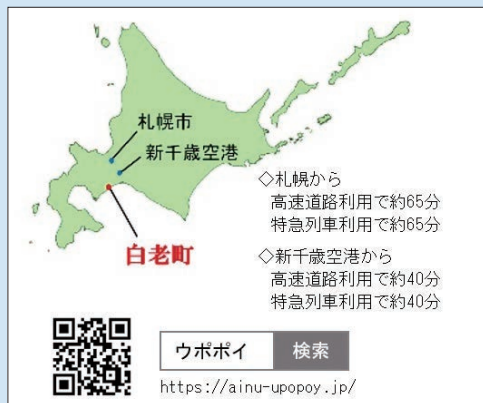 札幌市
新千歳空港
白老町
◇札幌から
高速道路利用で約65分
特急列車利用で約65分
◇新千歳空港から
高速道路利用で約40分
特急列車利用で約40分
ウポポイ 検索
https://ainu-upopoy.jp/